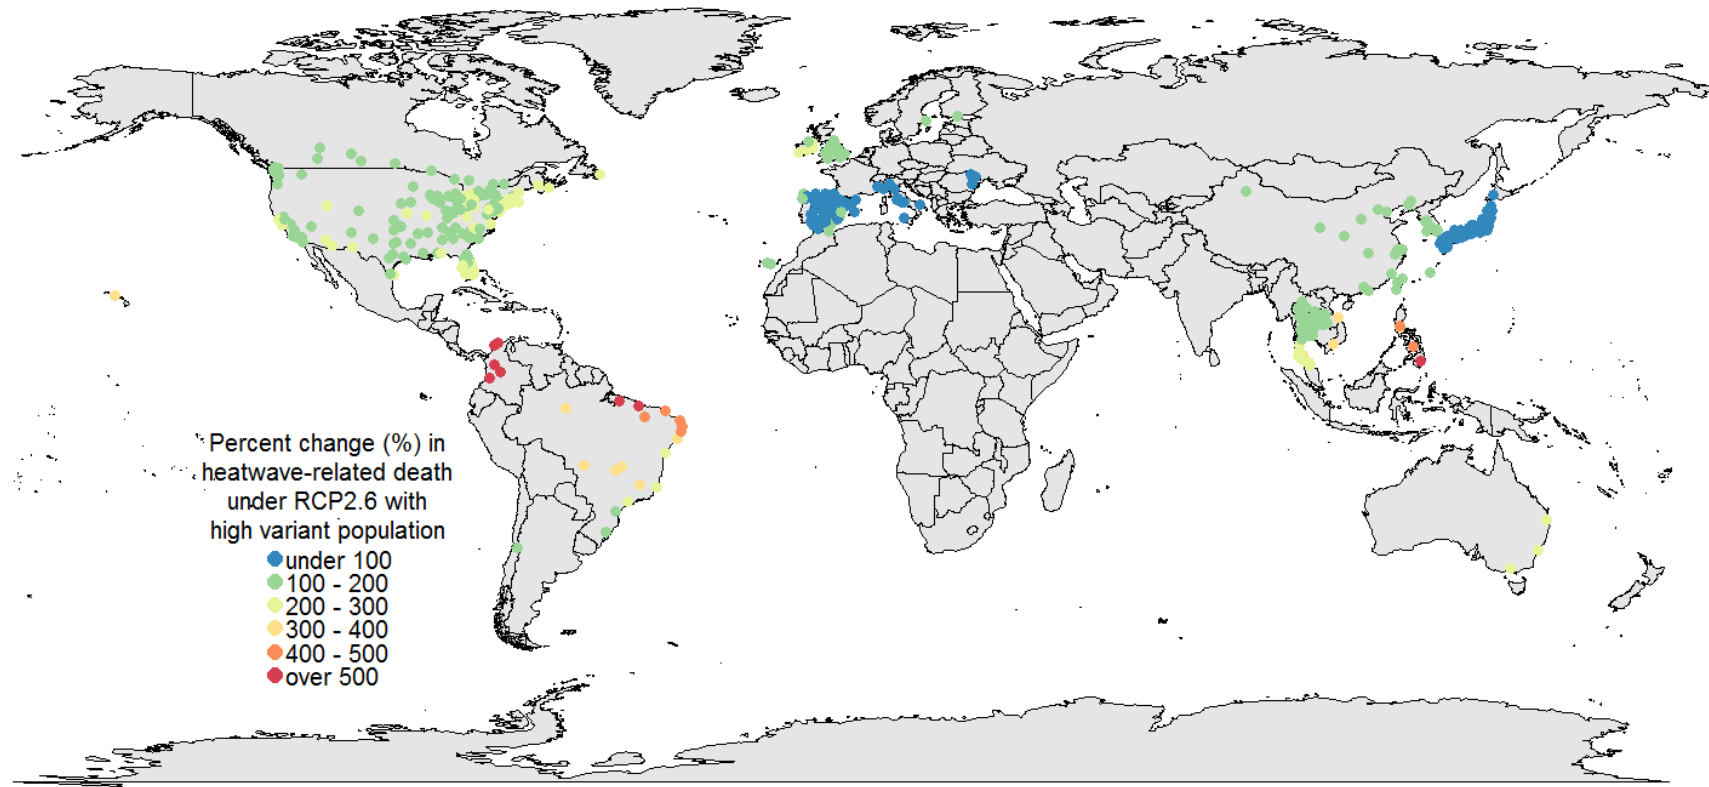 Percent change (%) in
heatwave-related death
under RCP2.6 with
high variant population
under 100
100 - 200
200 - 300
300 - 400
400 - 500
over 500